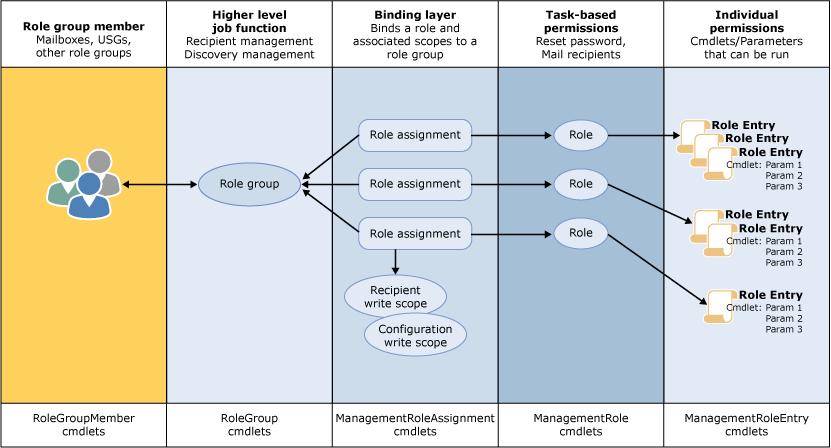 Role group member
Mailboxes, USGs,
other role groups
Higher level
job function
Recipient management
Discovery management
Binding layer
Binds a role and
associated scopes to a
role group
Task-based
permissions
Reset password,
Mail recipients
Individual
permissions
Cmdlets/Parameters
that can be run
Role group
Role assignment
Role assignment
Role assignment
Recipient
write scope
Configuration
write scope
Role
Role
Role
Role Entry
Role Entry
Role Entry
Cmdlet: Param 1
Param 2
Param 3
Role Entry
Role Entry
Cmdlet: Param 1
Param 2
Param 3
Role Entry
Cmdlet: Param 1
Param 2
Param 3
RoleGroupMember
cmdlets
RoleGroup
cmdlets
ManagementRoleAssignment
cmdlets
ManagementRole
cmdlets
ManagementRoleEntry
cmdlets